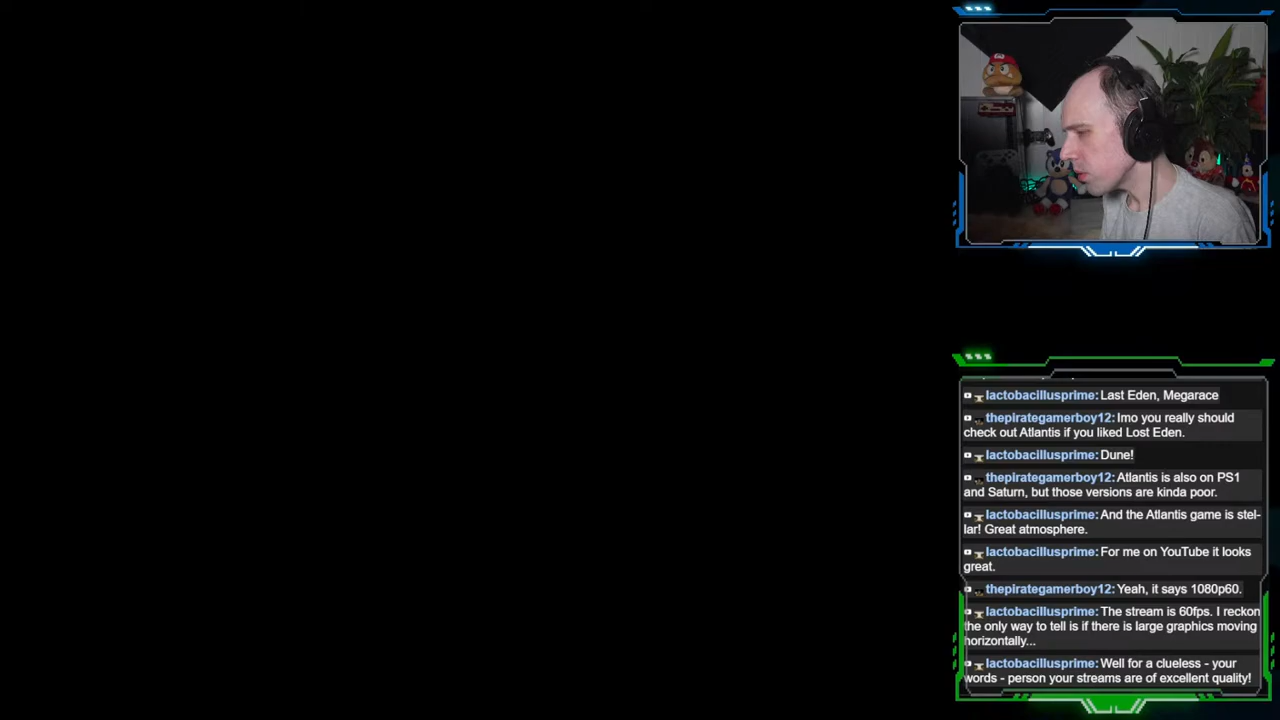 lactobacillusprime: Last Eden, Megarace
thepirategamerboy12: Imo you really should
check out Atlantis if you liked Lost Eden.
lactobacillusprime: Dune!
thepirategamerboy12: Atlantis is also on PS1
and Saturn, but those versions are kinda poor.
lactobacillusprime: And the Atlantis game is stel-
lar! Great atmosphere.
lactobacillusprime: For me on YouTube it looks
great.
thepirategamerboy12: Yeah, it says 1080p60.
lactobacillusprime: The stream is 60fps. I reckon
the only way to tell is if there is large graphics moving
horizontally...
lactobacillusprime: Well for a clueless - your
words - person your streams are of excellent quality!